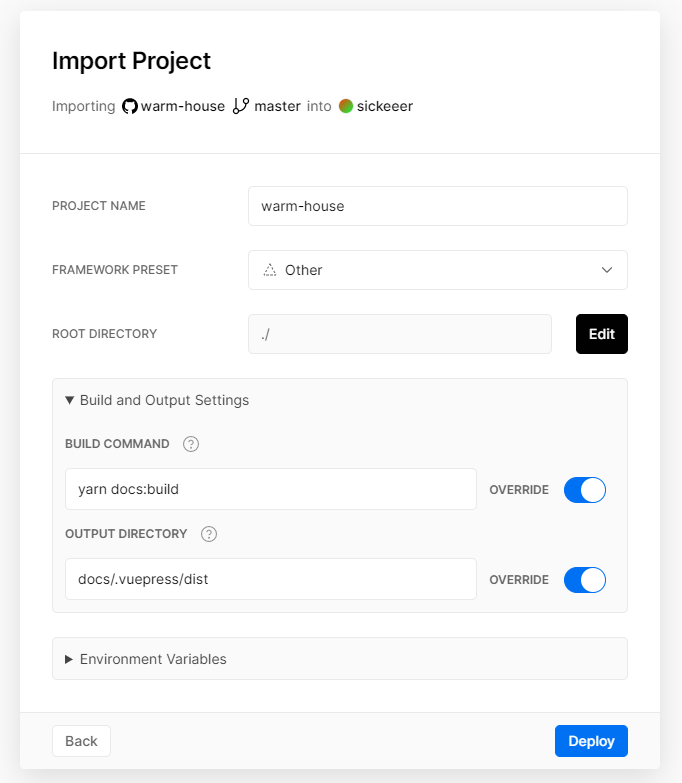 Import Project
Importing warm-house master into sickeeer
PROJECT NAME
warm-house
FRAMEWORK PRESET
Other
ROOT DIRECTORY
./
Edit
Build and Output Settings
BUILD COMMAND ?
yarn docs:build
OVERRIDE
OUTPUT DIRECTORY ?
docs/.vuepress/dist
OVERRIDE
Environment Variables
Back
Deploy